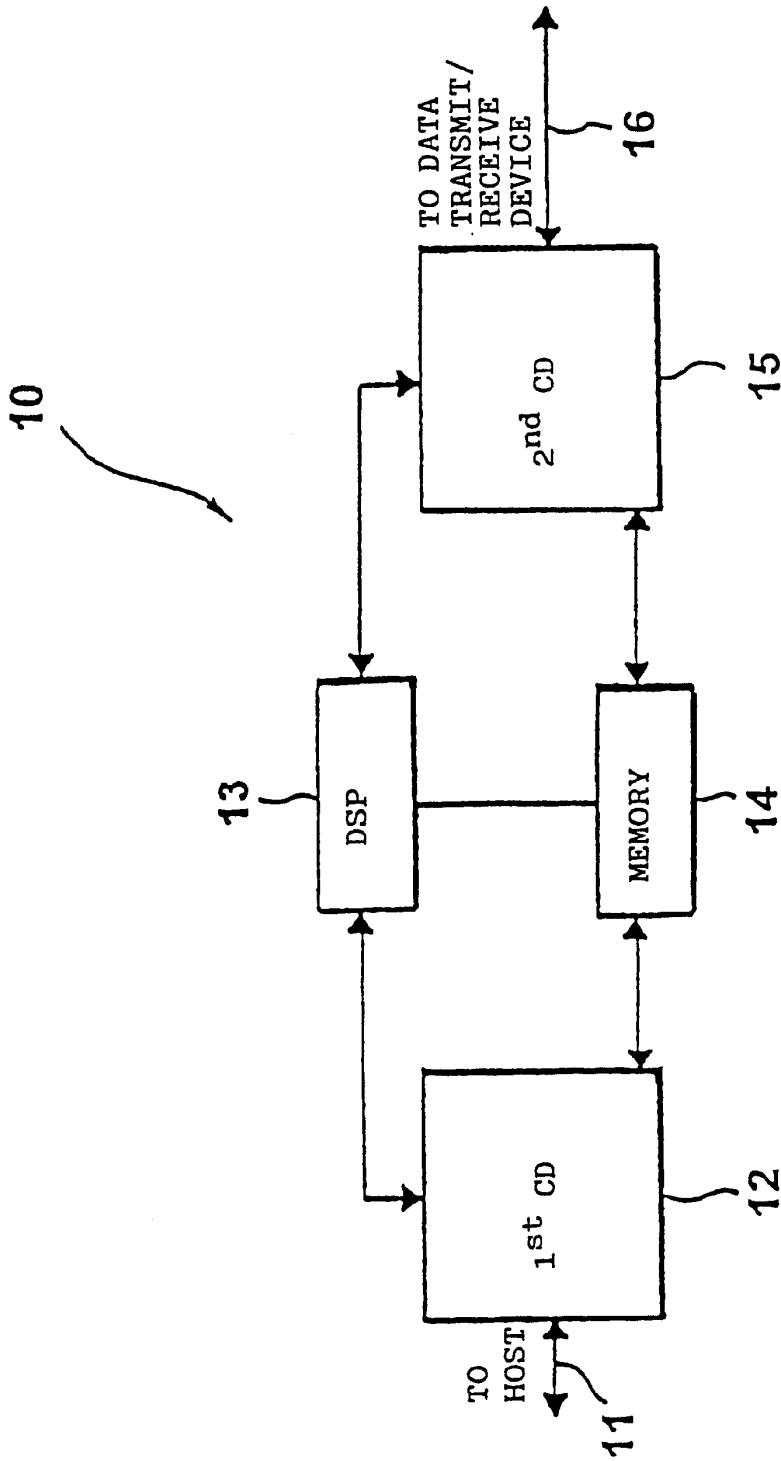 10
13
DSP
TO DATA
TRANSMIT/
RECEIVE
DEVICE
16
TO
HOST
11
1st CD
12
MEMORY
14
2nd CD
15